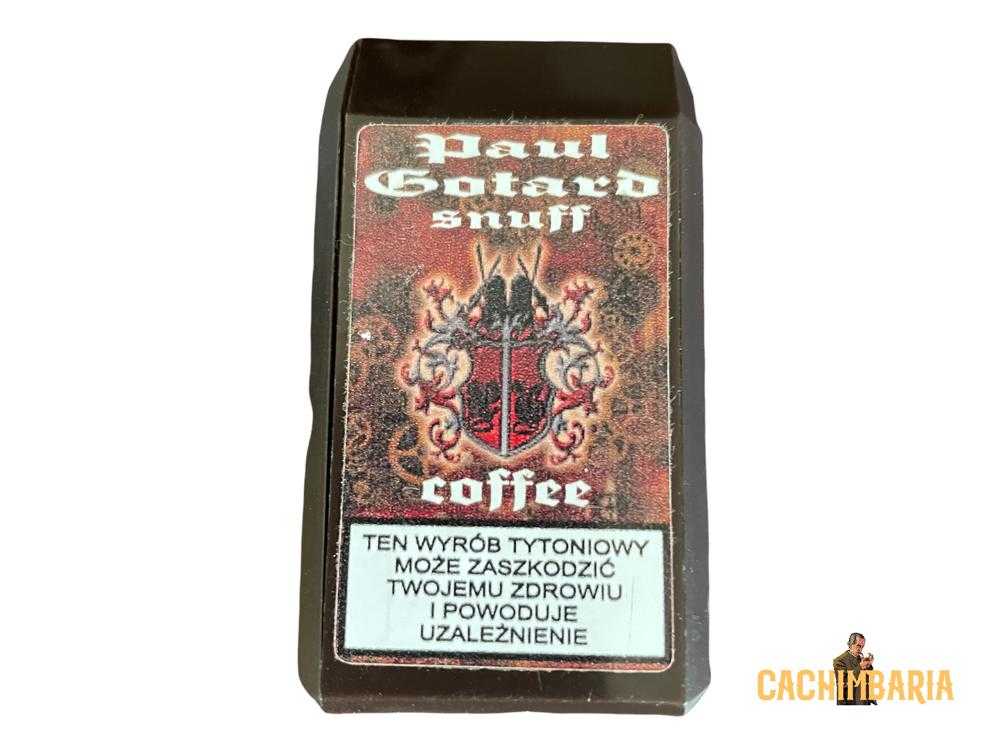 Paul
Gotard
snuff
coffee
TEN WYRÓB TYTONIOWY
MOŻE ZASZKODZIĆ
TWOJEMU ZDROWIU
I POWODUJE
UZALEŻNIENIE
CACHIMBARIA